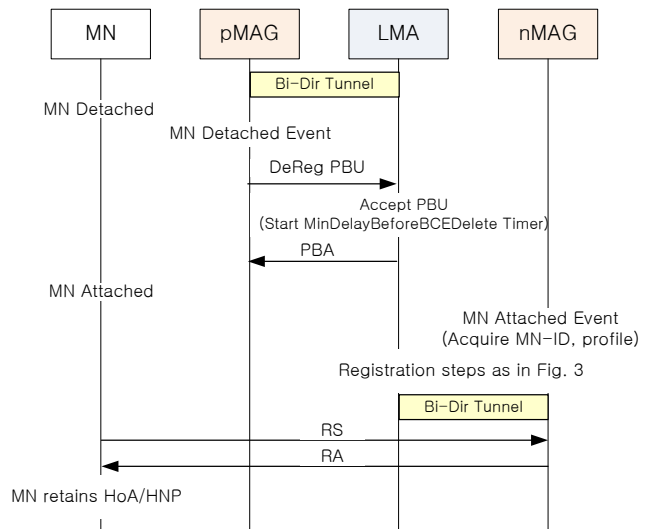 MN
pMAG
LMA
nMAG
Bi-Dir Tunnel
MN Detached
MN Detached Event
DeReg PBU
Accept PBU
(Start MinDelayBeforeBCEDelete Timer)
PBA
MN Attached
MN Attached Event
(Acquire MN-ID, profile)
Registration steps as in Fig. 3
Bi-Dir Tunnel
RS
RA
MN retains HoA/HNP